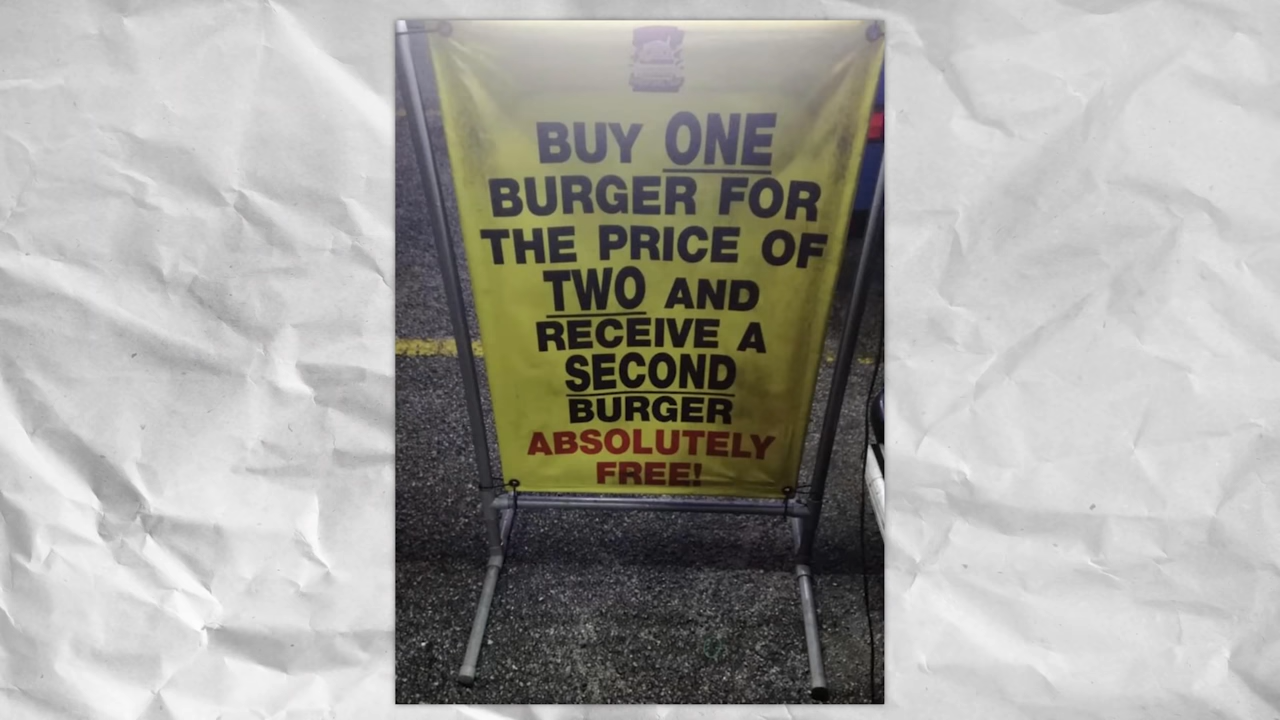 BUY ONE
BURGER FOR
THE PRICE OF
TWO AND
RECEIVE A
SECOND
BURGER
ABSOLUTELY
FREE!